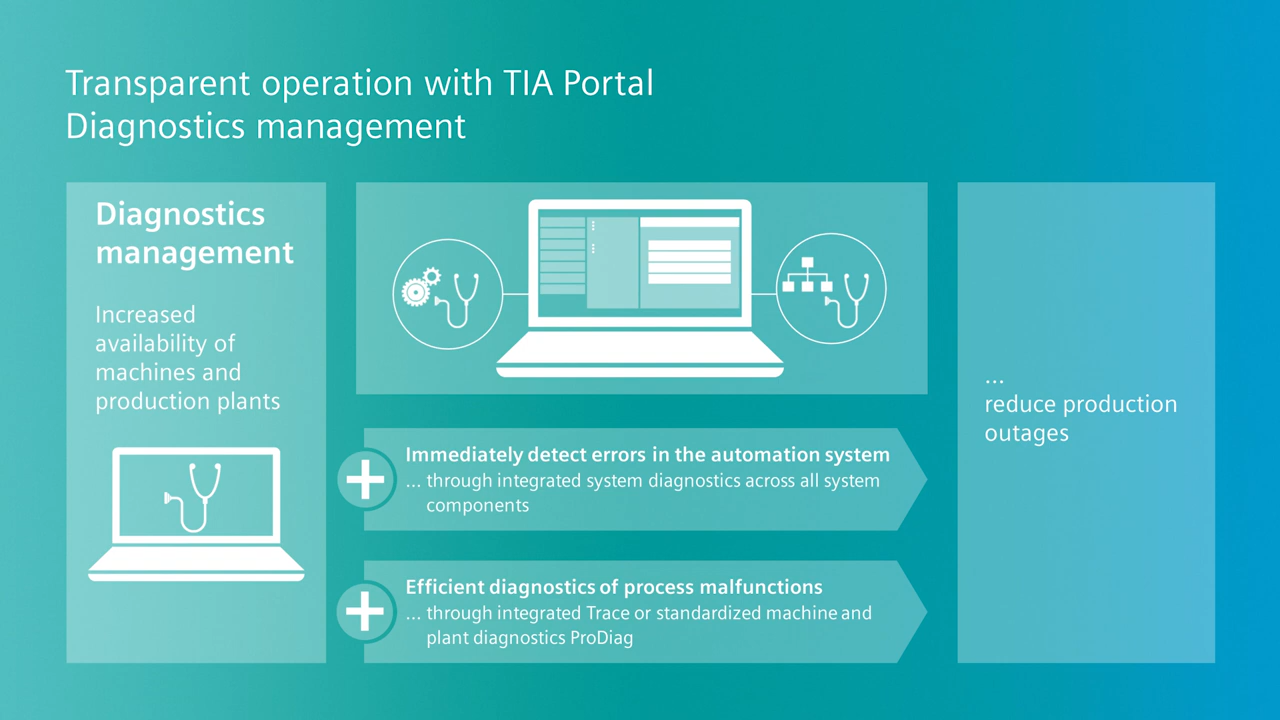 Transparent operation with TIA Portal
Diagnostics management
Diagnostics
management
Increased
availability of
machines and
production plants
Immediately detect errors in the automation system
... through integrated system diagnostics across all system
components
Efficient diagnostics of process malfunctions
... through integrated Trace or standardized machine and
plant diagnostics ProDiag
...
reduce production
outages